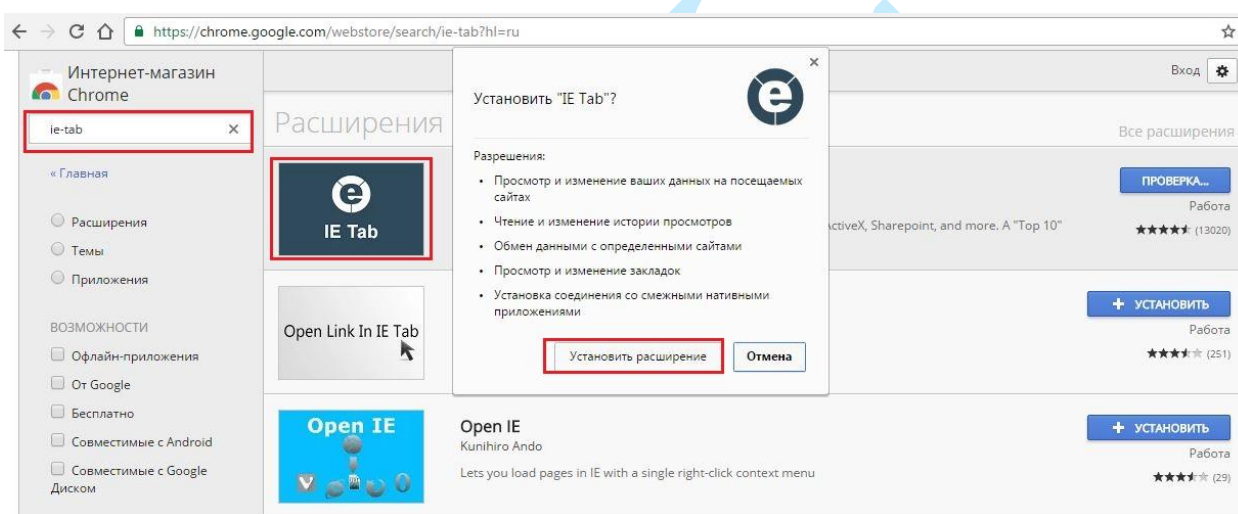 https://chrome.google.com/webstore/search/ie-tab?hl=ru
Интернет-магазин
Chrome
Вход
ie-tab
Расширения
Все расширения
« Главная
Расширения
Темы
Приложения
ВОЗМОЖНОСТИ
Офлайн-приложения
От Google
Бесплатно
Совместимые с Android
Совместимые с Google
Диском
IE Tab
ActiveX, Sharepoint, and more. A "Top 10"
ПРОВЕРКА...
Работа
(13020)
Open Link In IE Tab
+ УСТАНОВИТЬ
Работа
(251)
Open IE
Open IE
Kunihiro Ando
Lets you load pages in IE with a single right-click context menu
+ УСТАНОВИТЬ
Работа
(29)
Установить "IE Tab"?
Разрешения:
• Просмотр и изменение ваших данных на посещаемых
сайтах
• Чтение и изменение истории просмотров
• Обмен данными с определенными сайтами
• Просмотр и изменение закладок
• Установка соединения со смежными нативными
приложениями
Установить расширение
Отмена